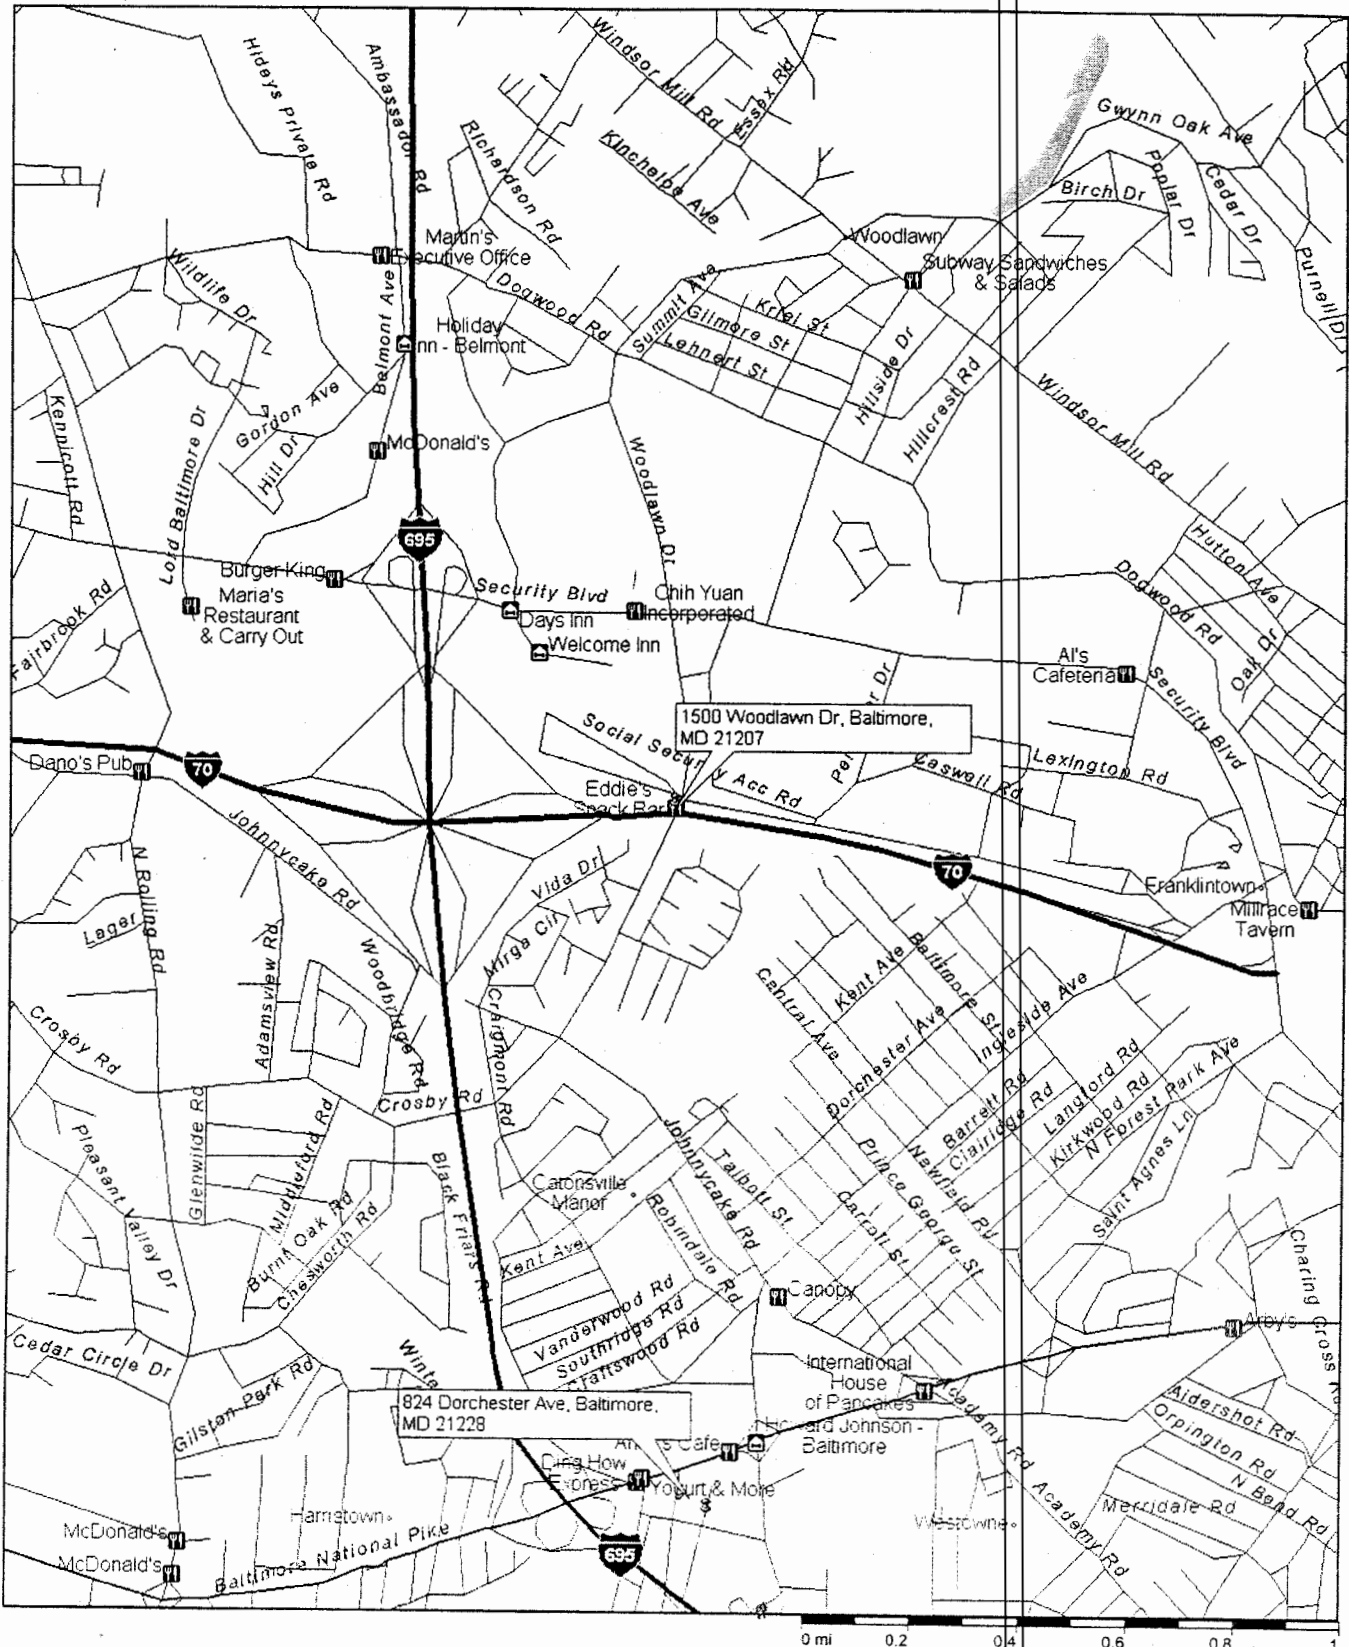 Windsor Mill Rd
Essex Rd
Hideys Private Rd
Ambassador Rd
Richardson Rd
Kincheloe Ave
Gwynn Oak Ave
Birch Dr
Poplar Dr
Cedar Dr
Purnell Dr
Martin's
Executive Office
Woodlawn
Subway Sandwiches
& Salads
Wildlife Dr
Belmont Ave
Dogwood Rd
Summit Ave
Kriel St
Gilmore St
Lehnert St
Holiday
Inn - Belmont
Hillside Dr
Hillcrest Rd
Windsor Mill Rd
Kennicott Rd
Lord Baltimore Dr
Gordon Ave
Hill Dr
McDonald's
Woodlawn Dr
695
Hutton Ave
Dogwood Rd
Oak Dr
Burger King
Security Blvd
Chih Yuan
Incorporated
Maria's
Restaurant
& Carry Out
Days Inn
Welcome Inn
Fairbrook Rd
Al's
Cafeteria
Security Blvd
1500 Woodlawn Dr, Baltimore,
MD 21207
Social Secur
y Acc Rd
Caswell Rd
Lexington Rd
Dano's Pub
70
Eddie's
Snack Bar
Johnnycake Rd
70
Franklintown
Millrace
Tavern
N Rolling Rd
Lager
Vida Dr
Mirga Cir
Adamsview Rd
Woodbridge Rd
Craigmont Rd
Central Ave
Kent Ave
Baltimore St
Ingleside Ave
Dorchester Ave
Crosby Rd
Crosby Rd
Barrett Rd
Clairidge Rd
Langford Rd
Kirkwood Rd
N Forest Park Ave
Saint Agnes Ln
Pleasant Valley Dr
Glenwilde Rd
Middluford Rd
Burnt Oak Rd
Chesworth Rd
Black Friars Rd
Catonsville
Manor
Johnnycake Rd
Talbott St
Robindale Rd
Prince George St
Newfield Rd
Carroll St
Kent Ave
Vanderwood Rd
Southridge Rd
Craftswood Rd
Canopy
Charing Cross
Arby's
Cedar Circle Dr
Gilston Park Rd
Winte
International
House
of Pancakes
824 Dorchester Ave, Baltimore,
MD 21228
Howard Johnson -
Baltimore
s Cafe
Ding How
Express
Yogurt & More
Academy Rd
Academy Rd
Aldershot Rd
Orpington Rd
N Bend Rd
Merridale Rd
Harristown
Westowne
McDonald's
McDonald's
Baltimore National Pike
695
0 mi 0.2 0.4 0.6 0.8 1